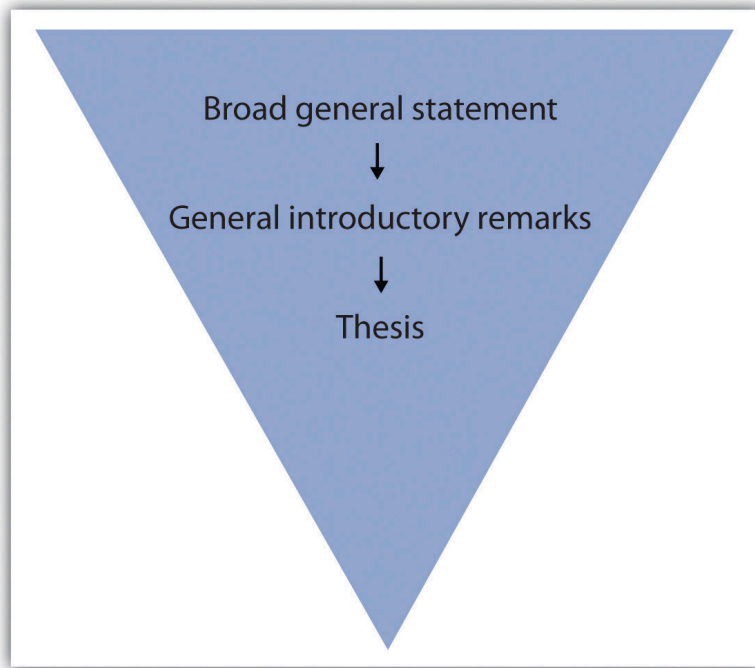 Broad general statement
General introductory remarks
Thesis